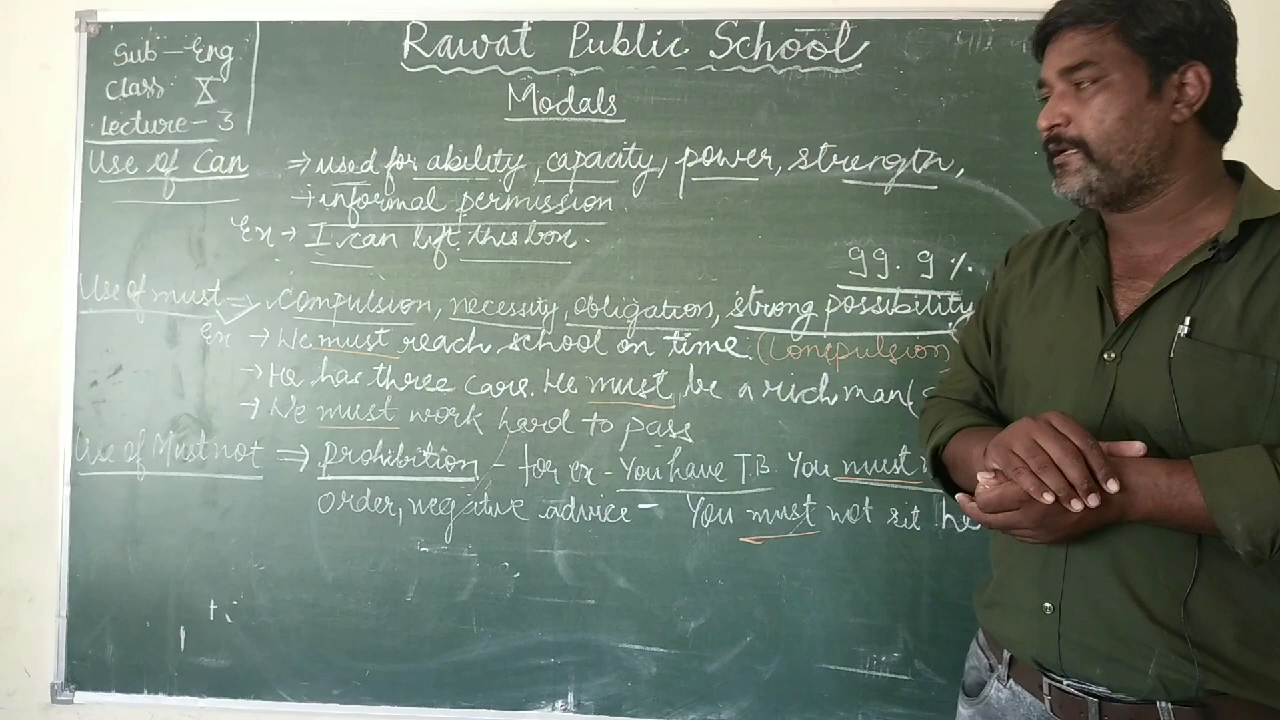 Sub - Eng
Class X
Lecture - 3
Rawat Public School
Modals
Use of Can ⇒ used for ability, capacity, power, strength,
→ informal permission.
Ex → I can lift this box.
99.9%
Use of must ⇒ Compulsion, necessity, obligation, strong possibility
Ex → We must reach school on time. (Compulsion)
→ He has three cars. He must be a rich man (
→ We must work hard to pass
Use of Must not ⇒ prohibition - for ex - You have T.B. You must
order, negative advice - You must not sit he